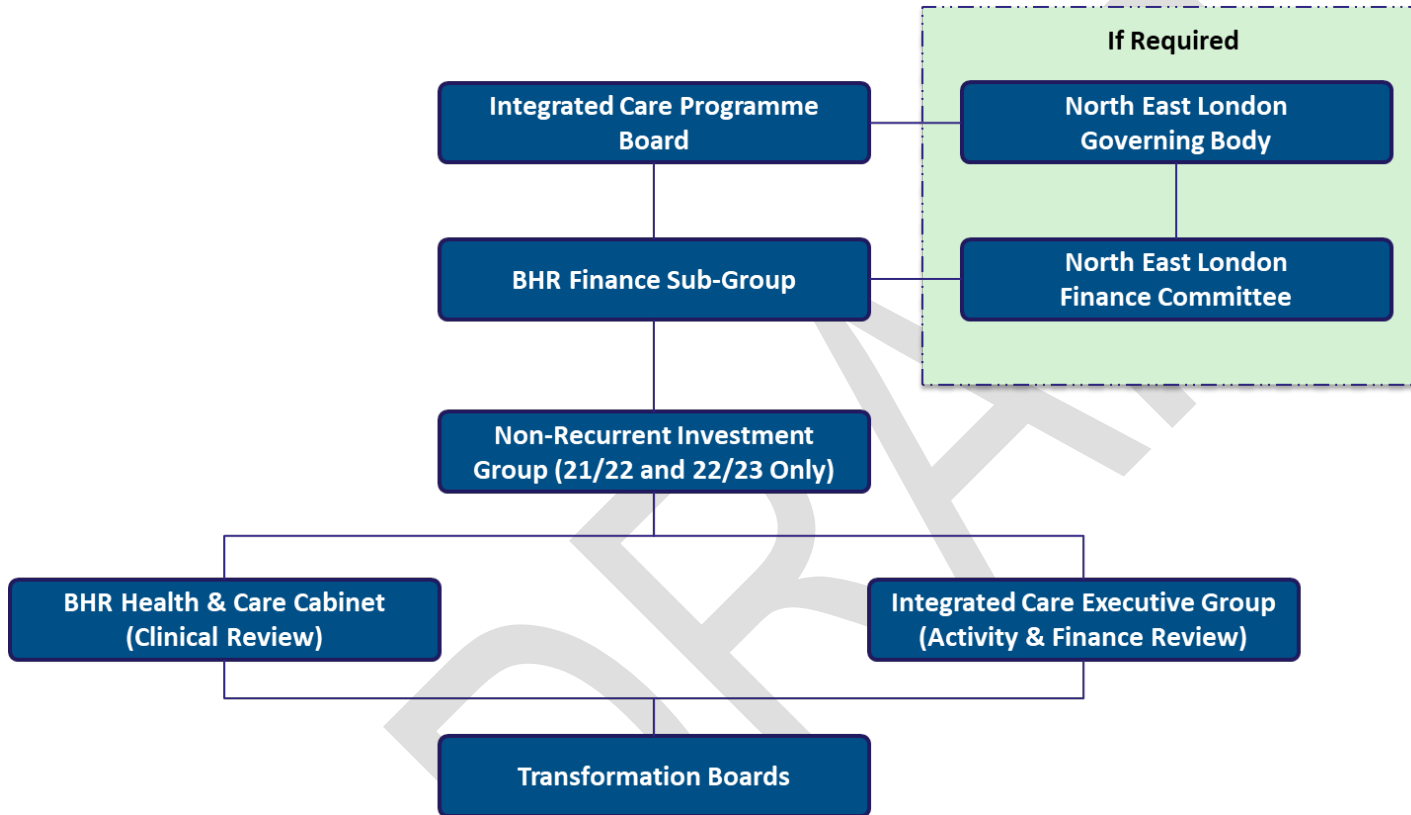 If Required
Integrated Care Programme
Board
North East London
Governing Body
BHR Finance Sub-Group
North East London
Finance Committee
Non-Recurrent Investment
Group (21/22 and 22/23 Only)
BHR Health & Care Cabinet
(Clinical Review)
Integrated Care Executive Group
(Activity & Finance Review)
Transformation Boards
DRA